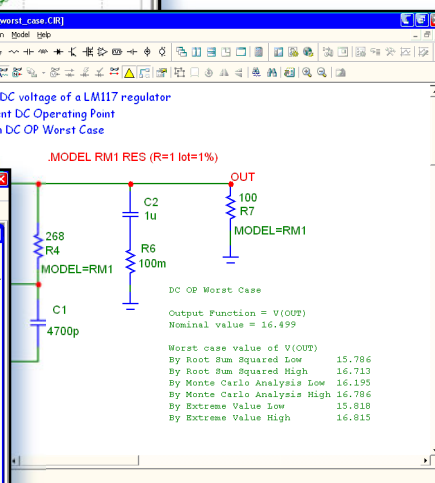 worst_case.CIR]
n Model Help
DC voltage of a LM117 regulator
nt DC Operating Point
DC OP Worst Case
.MODEL RM1 RES (R=1 lot=1%)
OUT
C2
1u
100
R7
MODEL=RM1
268
R4
MODEL=RM1
R6
100m
C1
4700p
DC OP Worst Case
Output Function = V(OUT)
Nominal value = 16.499
Worst case value of V(OUT)
By Root Sum Squared Low 15.786
By Root Sum Squared High 16.713
By Monte Carlo Analysis Low 16.195
By Monte Carlo Analysis High 16.786
By Extreme Value Low 15.818
By Extreme Value High 16.815